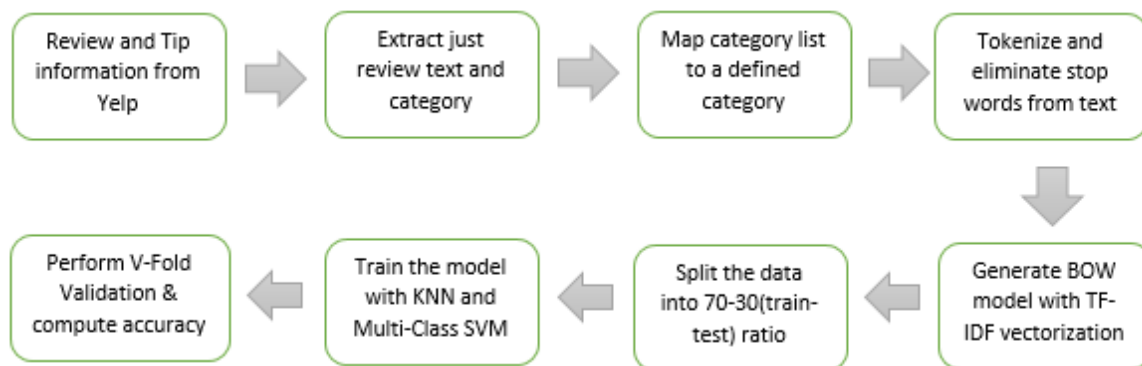 Review and Tip
information from
Yelp
Extract just
review text and
category
Map category list
to a defined
category
Tokenize and
eliminate stop
words from text
Generate BOW
model with TF-
IDF vectorization
Split the data
into 70-30(train-
test) ratio
Train the model
with KNN and
Multi-Class SVM
Perform V-Fold
Validation &
compute accuracy